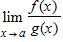 lim f(x)/g(x)
x→a